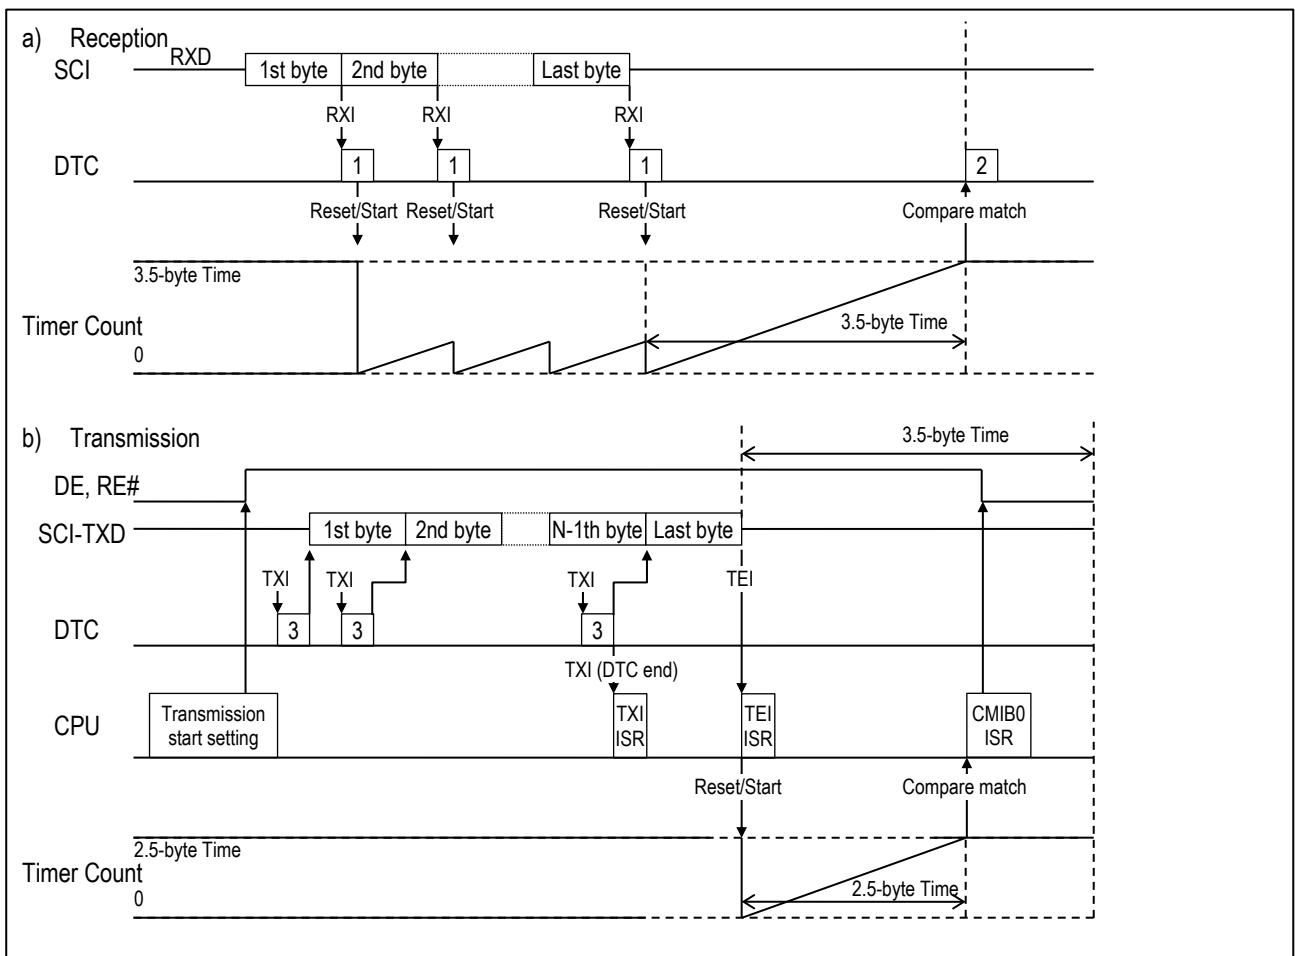 a) Reception
SCI RXD 1st byte 2nd byte Last byte
RXI RXI RXI
DTC 1 1 1 2
Reset/Start Reset/Start Reset/Start Compare match
3.5-byte Time
Timer Count 3.5-byte Time
0
b) Transmission 3.5-byte Time
DE, RE#
SCI-TXD 1st byte 2nd byte N-1th byte Last byte
TXI TXI TXI TEI
DTC 3 3 3
TXI (DTC end)
CPU Transmission TXI TEI CMIB0
start setting ISR ISR ISR
Reset/Start Compare match
2.5-byte Time
Timer Count 2.5-byte Time
0